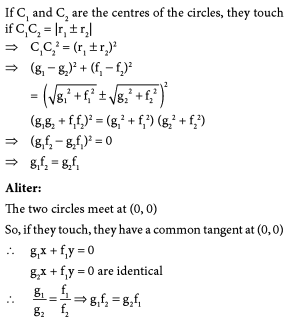 If C₁ and C₂ are the centres of the circles, they touch
if C₁C₂ = |r₁ ± r₂|
⇒ C₁C₂² = (r₁ ± r₂)²
⇒ (g₁ − g₂)² + (f₁ − f₂)²
= (√g₁² + f₁² ± √g₂² + f₂²)²
(g₁g₂ + f₁f₂)² = (g₁² + f₁²) (g₂² + f₂²)
⇒ (g₁f₂ − g₂f₁)² = 0
⇒ g₁f₂ = g₂f₁
Aliter:
The two circles meet at (0, 0)
So, if they touch, they have a common tangent at (0, 0)
∴ g₁x + f₁y = 0
g₂x + f₁y = 0 are identical
∴ g₁/g₂ = f₁/f₂ ⇒ g₁f₂ = g₂f₁